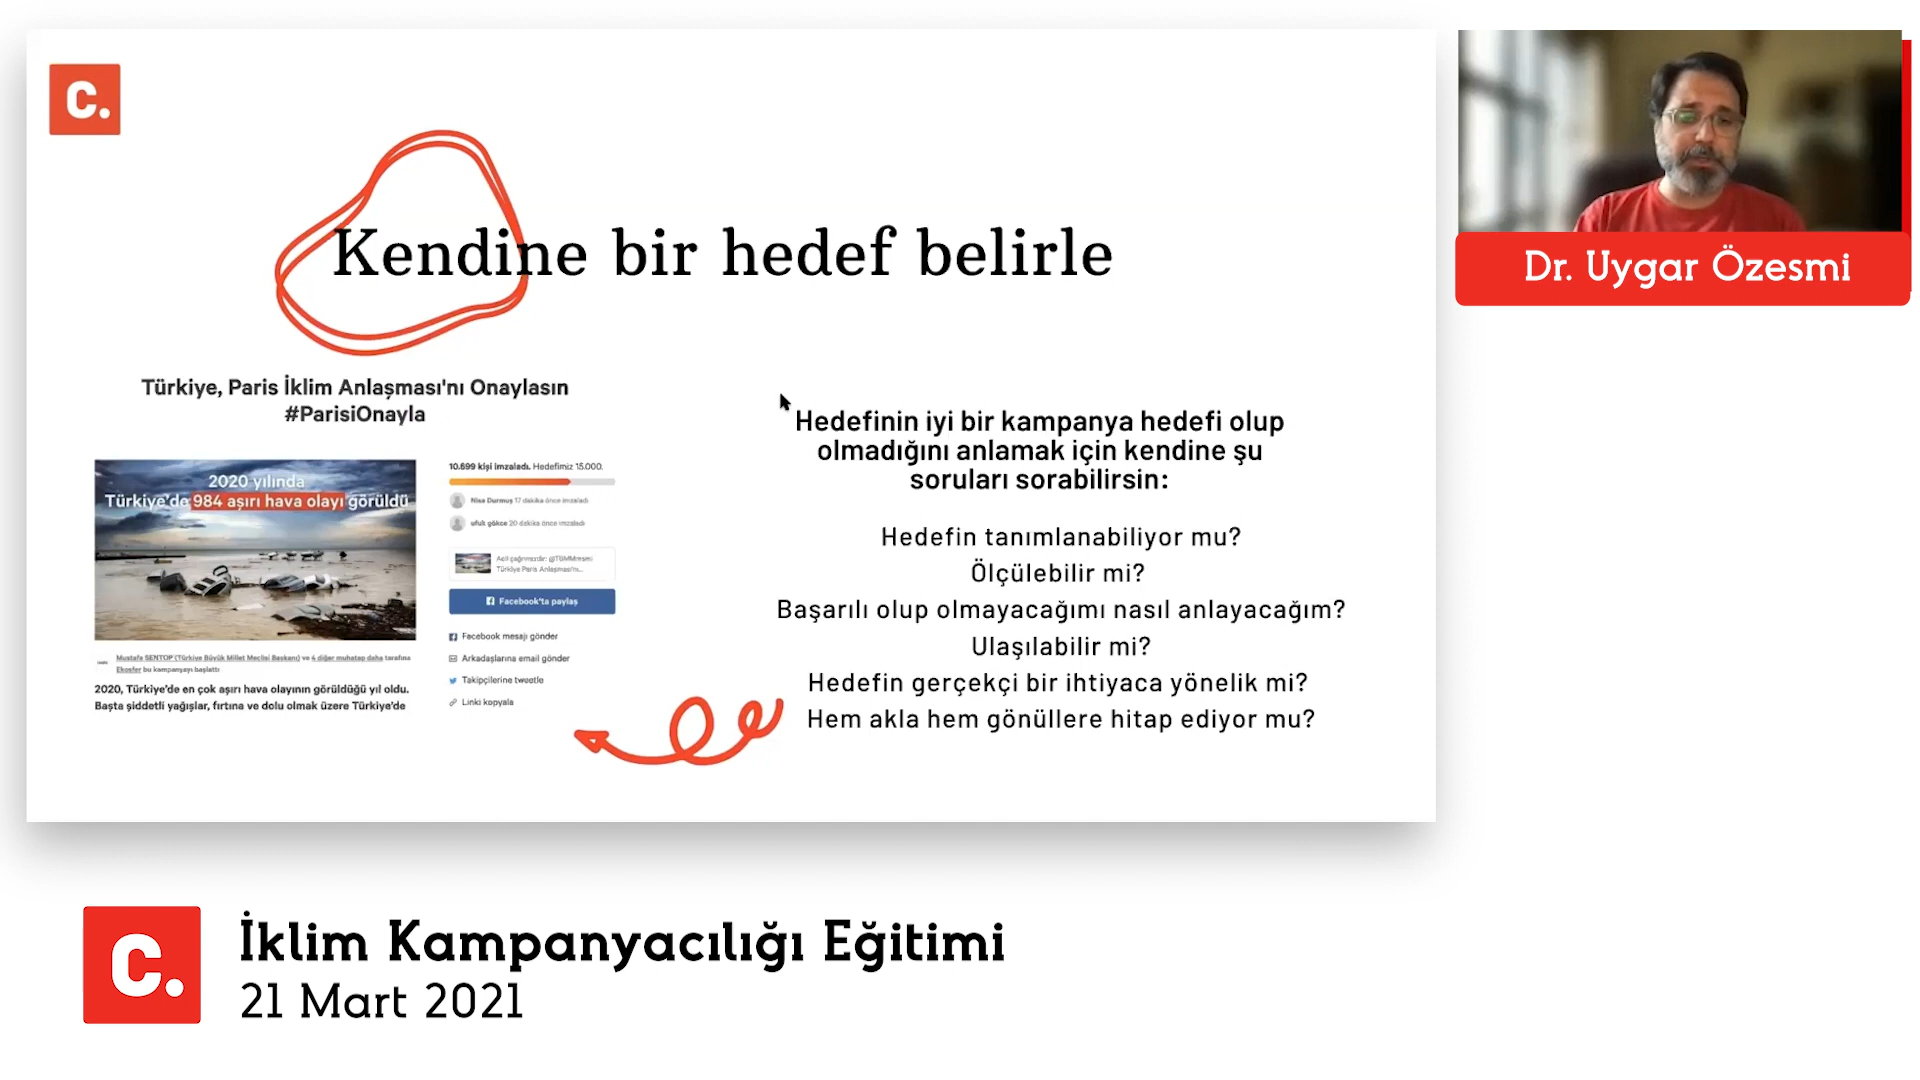 C.
Kendine bir hedef belirle
Türkiye, Paris İklim Anlaşması'nı Onaylasın
#ParisiOnayla
2020 yılında
Türkiye'de 984 aşırı hava olayı görüldü
Mustafa ŞENTOP (Türkiye Büyük Millet Meclisi Başkanı) ve 4 diğer muhatap daha tarafına
Ekosfer bu kampanyayı başlattı
2020, Türkiye'de en çok aşırı hava olayının görüldüğü yıl oldu.
Başta şiddetli yağışlar, fırtına ve dolu olmak üzere Türkiye'de
10.699 kişi imzaladı. Hedefimiz 15.000.
Nisa Durmuş 17 dakika önce imzaladı
ufuk gökce 20 dakika önce imzaladı
Acil çağrımızdır: @TBMMresmi
Türkiye Paris Anlaşması'nı...
Facebook'ta paylaş
Facebook mesajı gönder
Arkadaşlarına email gönder
Takipçilerine tweetle
Linki kopyala
Hedefinin iyi bir kampanya hedefi olup
olmadığını anlamak için kendine şu
soruları sorabilirsin:
Hedefin tanımlanabiliyor mu?
Ölçülebilir mi?
Başarılı olup olmayacağımı nasıl anlayacağım?
Ulaşılabilir mi?
Hedefin gerçekçi bir ihtiyaca yönelik mi?
Hem akla hem gönüllere hitap ediyor mu?
Dr. Uygar Özesmi
C.
İklim Kampanyacılığı Eğitimi
21 Mart 2021